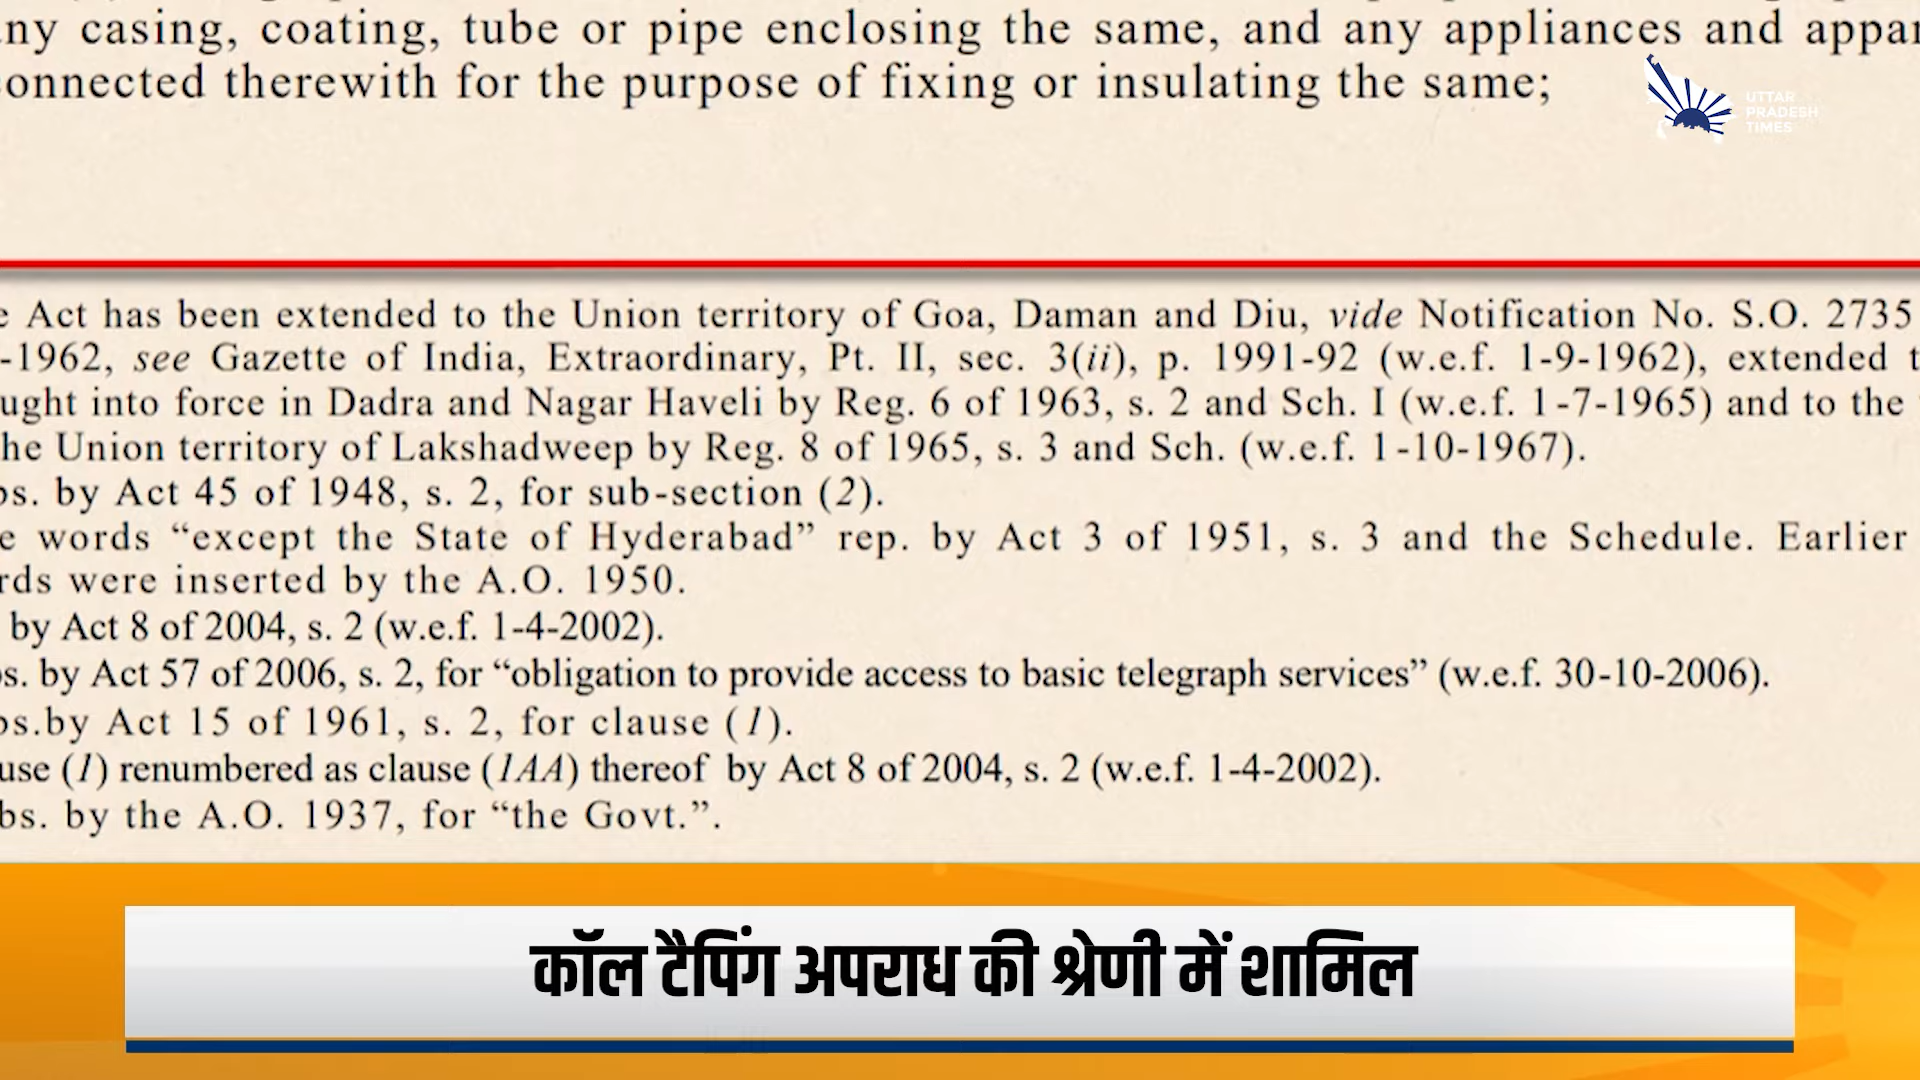 any casing, coating, tube or pipe enclosing the same, and any appliances and
connected therewith for the purpose of fixing or insulating the same;
UTTAR
PRADESH
TIMES
Act has been extended to the Union territory of Goa, Daman and Diu, vide Notification No. S.O. 2735
-1962, see Gazette of India, Extraordinary, Pt. II, sec. 3(ii), p. 1991-92 (w.e.f. 1-9-1962), extended
ught into force in Dadra and Nagar Haveli by Reg. 6 of 1963, s. 2 and Sch. I (w.e.f. 1-7-1965) and to the
he Union territory of Lakshadweep by Reg. 8 of 1965, s. 3 and Sch. (w.e.f. 1-10-1967).
bs. by Act 45 of 1948, s. 2, for sub-section (2).
e words “except the State of Hyderabad” rep. by Act 3 of 1951, s. 3 and the Schedule. Earlier
rds were inserted by the A.O. 1950.
by Act 8 of 2004, s. 2 (w.e.f. 1-4-2002).
s. by Act 57 of 2006, s. 2, for “obligation to provide access to basic telegraph services” (w.e.f. 30-10-2006).
bs.by Act 15 of 1961, s. 2, for clause (1).
use (1) renumbered as clause (1AA) thereof by Act 8 of 2004, s. 2 (w.e.f. 1-4-2002).
bs. by the A.O. 1937, for “the Govt.”.
कॉल टैपिंग अपराध की श्रेणी में शामिल